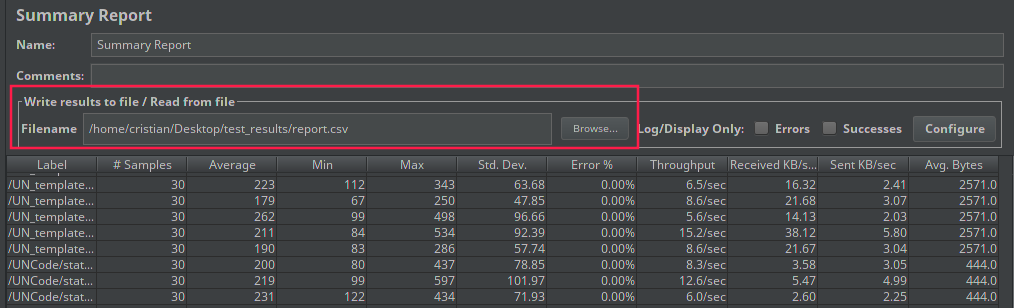 Summary Report
Name: Summary Report
Comments:
Write results to file / Read from file
Filename /home/cristian/Desktop/test_results/report.csv Browse... Log/Display Only: Errors Successes Configure
Label # Samples Average Min Max Std. Dev. Error % Throughput Received KB/s... Sent KB/sec Avg. Bytes
/UN_template... 30 223 112 343 63.68 0.00% 6.5/sec 16.32 2.41 2571.0
/UN_template... 30 179 67 250 47.85 0.00% 8.6/sec 21.68 3.07 2571.0
/UN_template... 30 262 99 498 96.66 0.00% 5.6/sec 14.13 2.03 2571.0
/UN_template... 30 211 84 534 92.39 0.00% 15.2/sec 38.12 5.80 2571.0
/UN_template... 30 190 83 286 57.74 0.00% 8.6/sec 21.67 3.04 2571.0
/UNCode/stat... 30 200 80 437 78.85 0.00% 8.3/sec 3.58 3.05 444.0
/UNCode/stat... 30 219 99 597 101.97 0.00% 12.6/sec 5.47 4.99 444.0
/UNCode/stat... 30 231 122 434 71.93 0.00% 6.0/sec 2.60 2.25 444.0